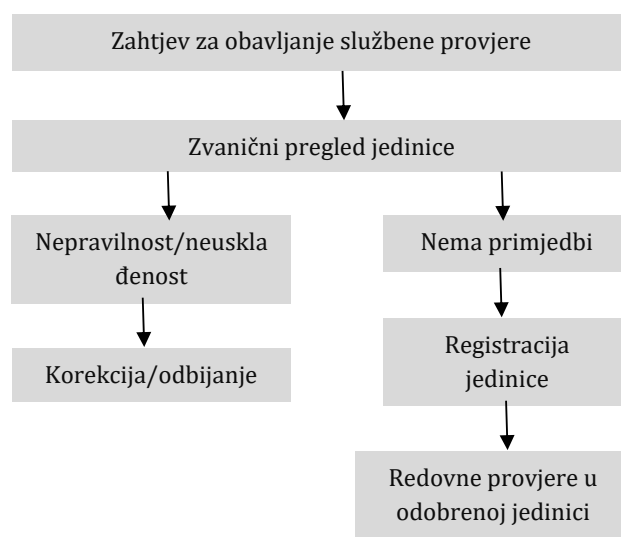 Zahtjev za obavljanje službene provjere
Zvanični pregled jedinice
Nepravilnost/neuskla
đenost
Nema primjedbi
Korekcija/odbijanje
Registracija
jedinice
Redovne provjere u
odobrenoj jedinici